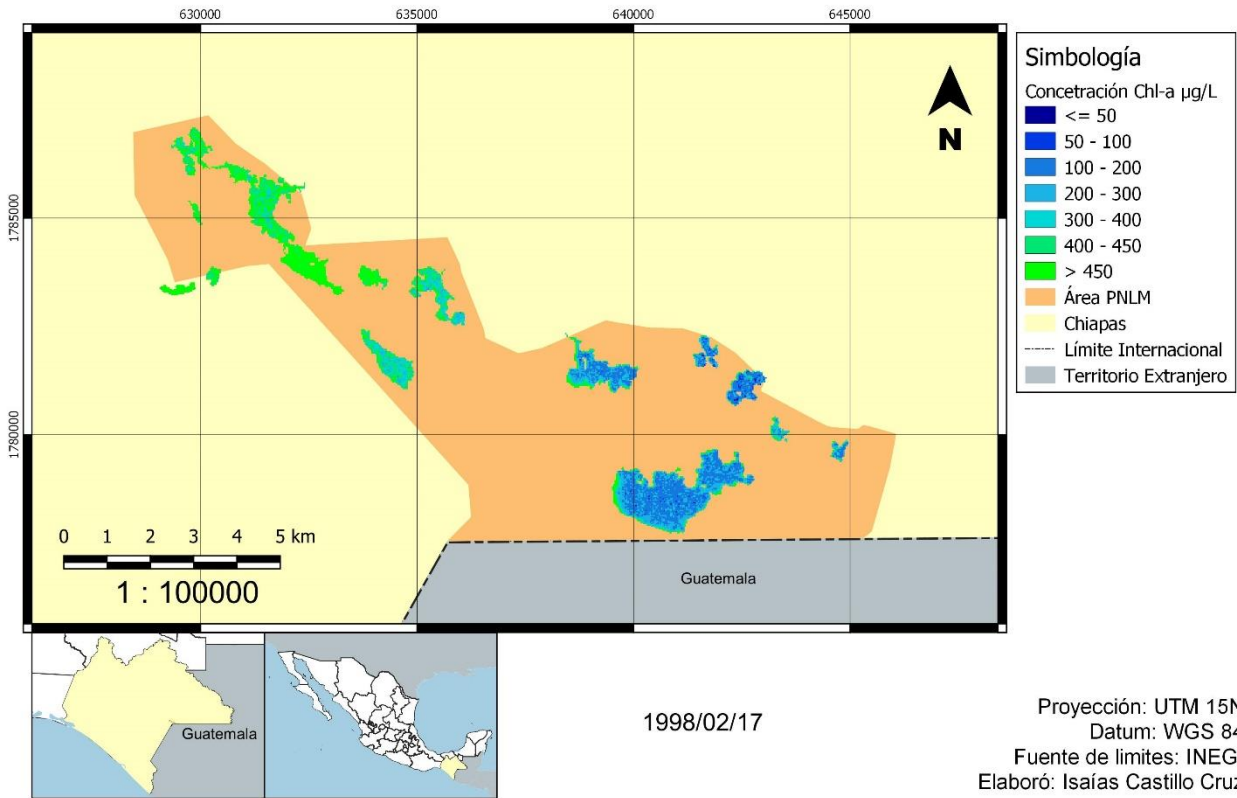 630000
635000
640000
645000
1785000
1780000
N
0 1 2 3 4 5 km
1 : 100000
Guatemala
Simbología
Concetración Chl-a µg/L
<= 50
50 - 100
100 - 200
200 - 300
300 - 400
400 - 450
> 450
Área PNLM
Chiapas
Límite Internacional
Territorio Extranjero
Guatemala
1998/02/17
Proyección: UTM 15N
Datum: WGS 84
Fuente de limites: INEG
Elaboró: Isaías Castillo Cruz